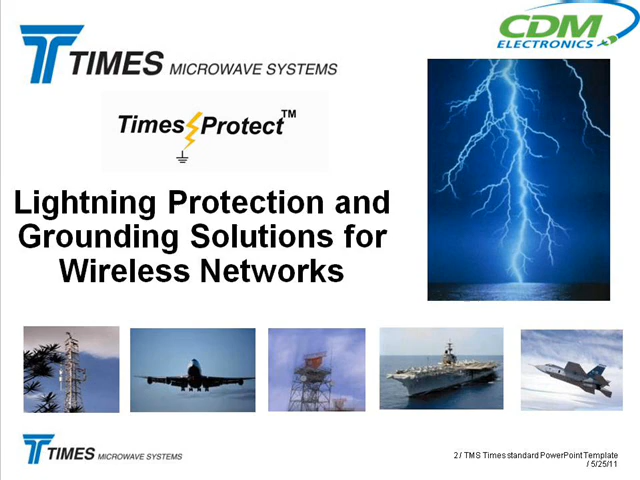 TIMES MICROWAVE SYSTEMS
CDM
ELECTRONICS
Times Protect™
Lightning Protection and
Grounding Solutions for
Wireless Networks
TIMES MICROWAVE SYSTEMS
2 / TMS Times standard PowerPoint Template
/ 5/25/11